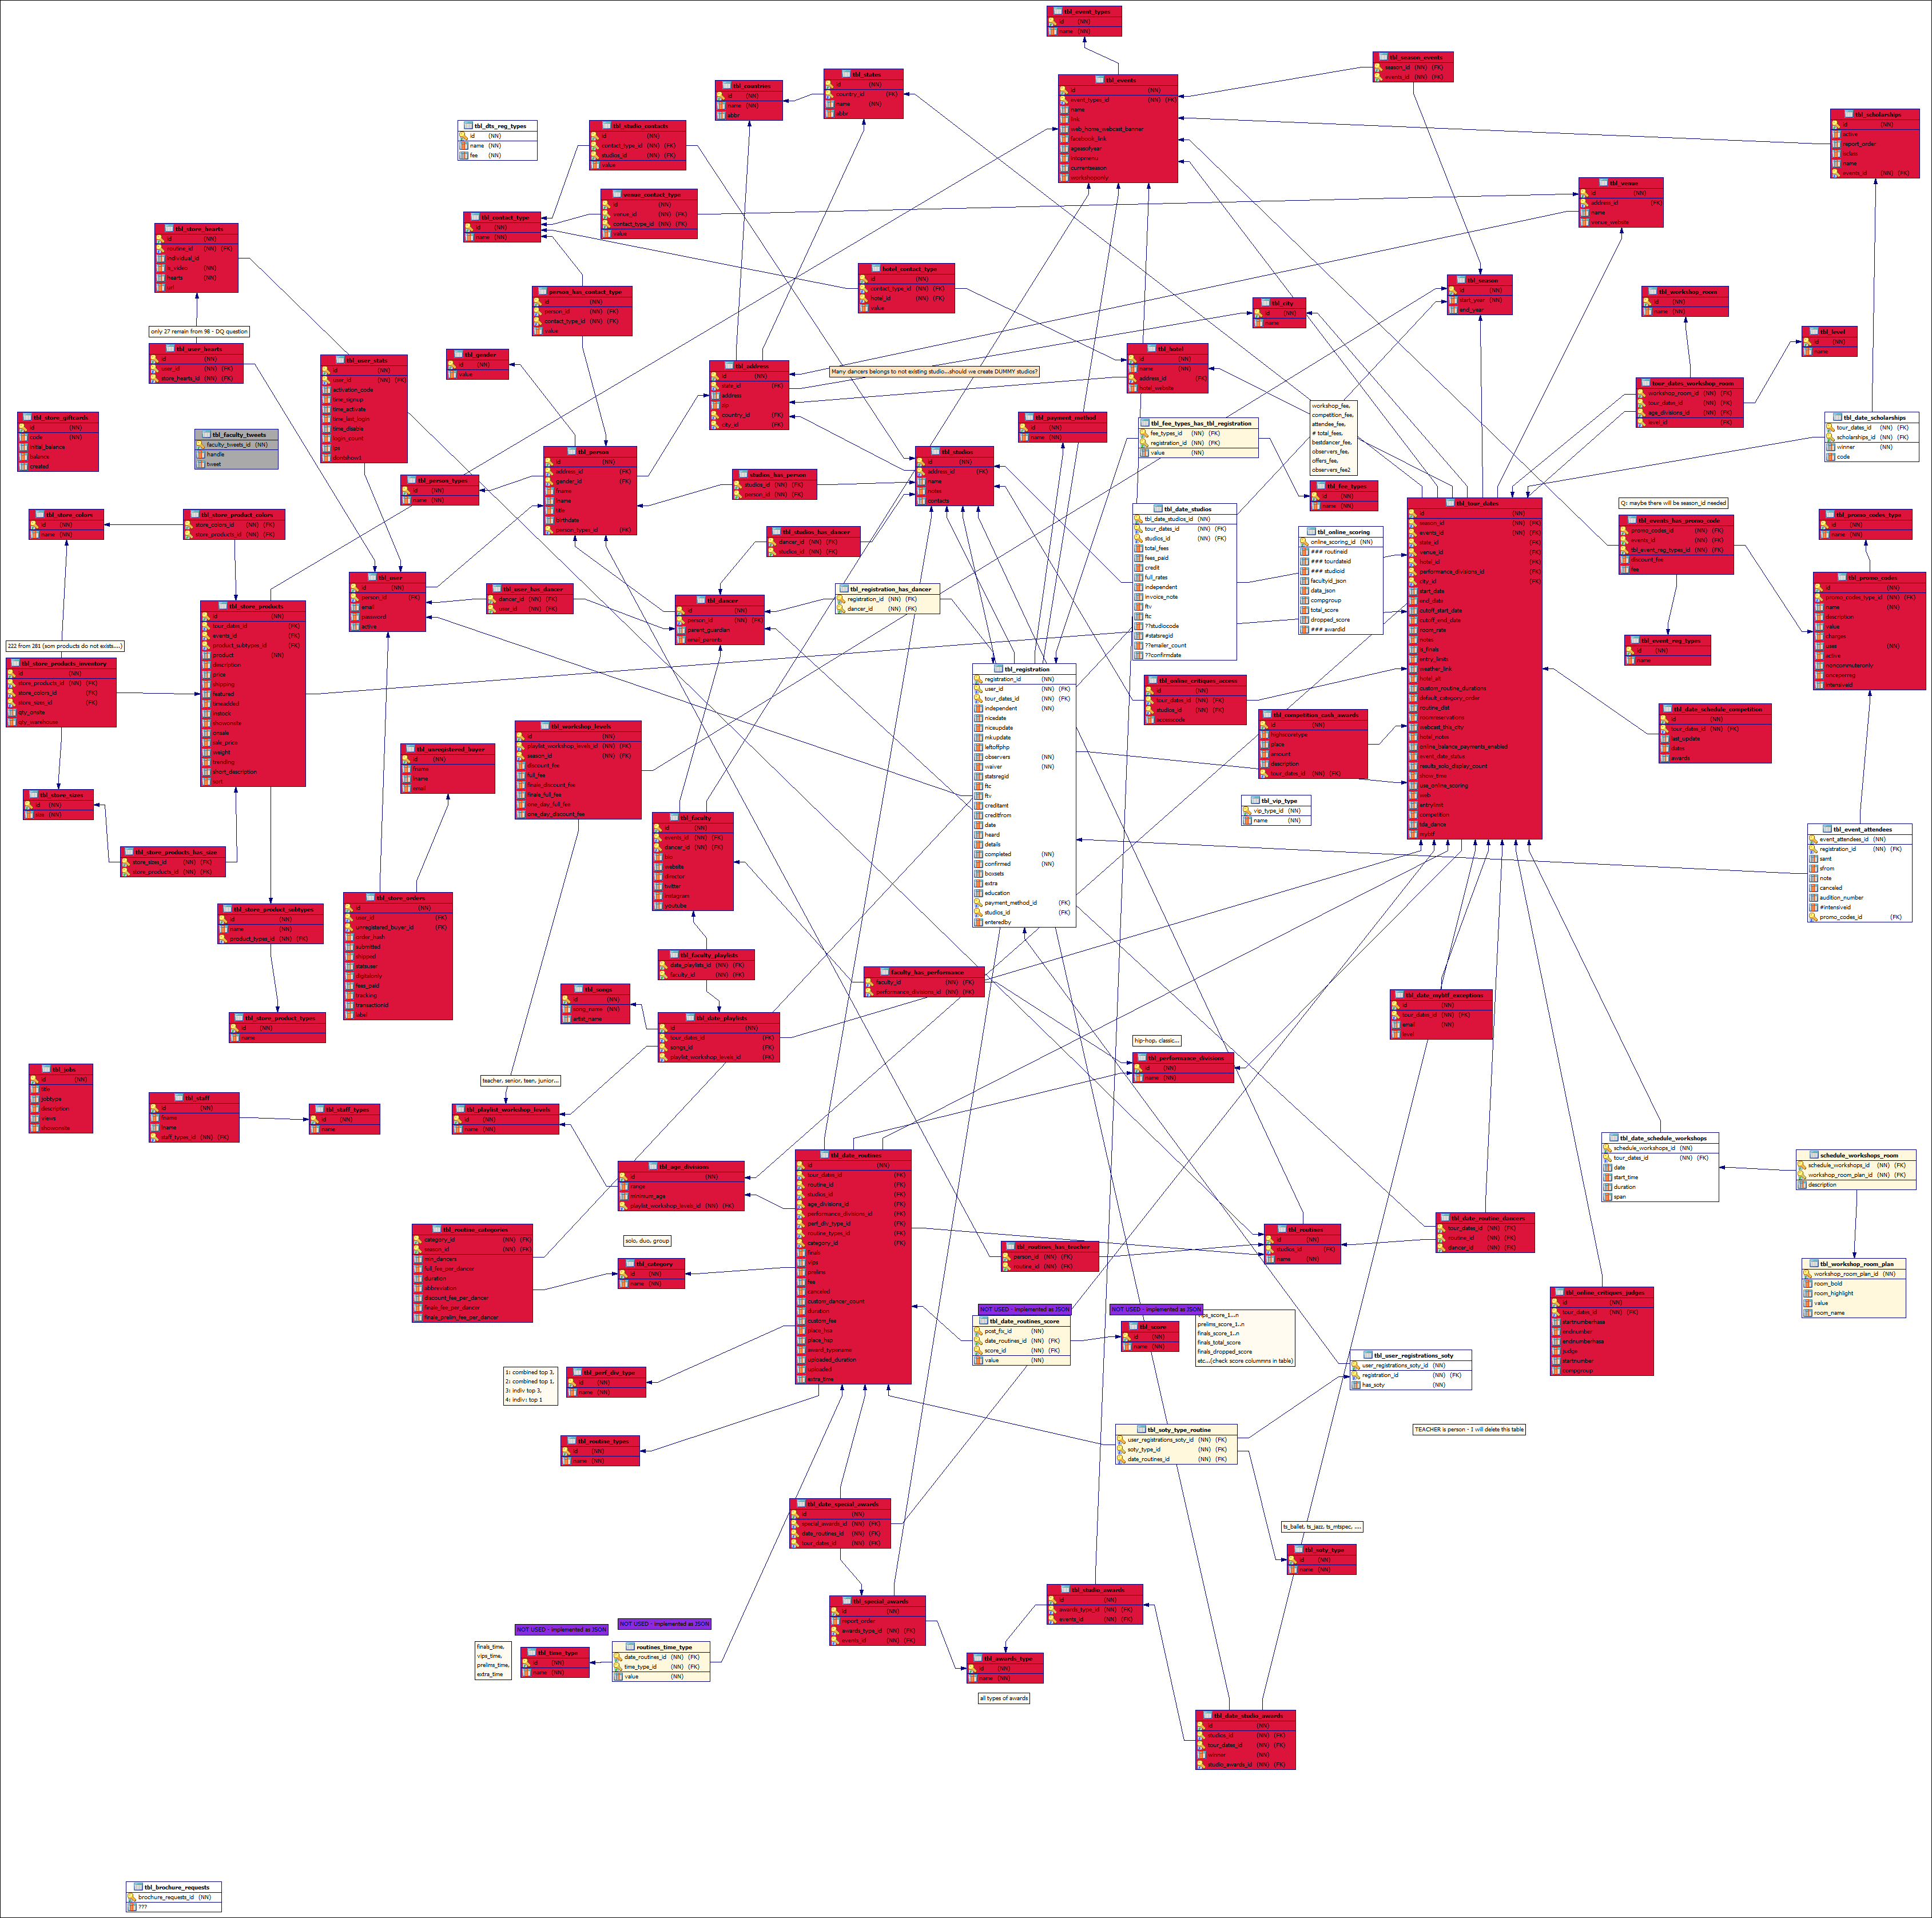 tbl_event_types
id (NN)
name (NN)
tbl_season_events
season_id (NN) (FK)
events_id (NN) (FK)
tbl_events
id (NN)
event_types_id (NN) (FK)
name
link
web_home_webcast_banner
facebook_link
ageasofyear
intopmenu
currentseason
workshoponly
tbl_states
id (NN)
country_id (FK)
name (NN)
abbr
tbl_countries
id (NN)
name (NN)
abbr
tbl_dts_reg_types
id (NN)
name (NN)
fee (NN)
tbl_studio_contacts
id (NN)
contact_type_id (NN) (FK)
studios_id (NN) (FK)
value
tbl_scholarships
id (NN)
active
report_order
isclass
name
events_id (NN) (FK)
venue_contact_type
id (NN)
venue_id (NN) (FK)
contact_type_id (NN) (FK)
value
tbl_venue
id (NN)
address_id (FK)
name
venue_website
tbl_contact_type
id (NN)
name (NN)
tbl_store_hearts
id (NN)
routine_id (NN) (FK)
individual_id
is_video (NN)
hearts (NN)
url
hotel_contact_type
id (NN)
contact_type_id (NN) (FK)
hotel_id (NN) (FK)
value
person_has_contact_type
id (NN)
person_id (NN) (FK)
contact_type_id (NN) (FK)
value
tbl_season
id (NN)
start_year (NN)
end_year
tbl_workshop_room
id (NN)
name (NN)
tbl_city
id (NN)
name
only 27 remain from 98 - DQ question
tbl_level
id (NN)
name
tbl_user_hearts
id (NN)
user_id (NN) (FK)
store_hearts_id (NN) (FK)
tbl_user_stats
id (NN)
user_id (NN) (FK)
activation_code
time_signup
time_activate
time_last_login
time_disable
login_count
ips
dontshow1
tbl_gender
id (NN)
value
tbl_address
id (NN)
state_id (FK)
address
zip
country_id (FK)
city_id (FK)
Many dancers belongs to not existing studio...should we create DUMMY studios?
tbl_hotel
id (NN)
name (NN)
address_id (FK)
hotel_website
tour_dates_workshop_room
workshop_room_id (NN) (FK)
tour_dates_id (NN) (FK)
age_divisions_id (NN) (FK)
level_id (FK)
tbl_store_giftcards
id (NN)
code (NN)
initial_balance
balance
created
tbl_faculty_tweets
faculty_tweets_id (NN)
handle
tweet
tbl_payment_method
id (NN)
name (NN)
tbl_fee_types_has_tbl_registration
fee_types_id (NN) (FK)
registration_id (NN) (FK)
value (NN)
workshop_fee,
competition_fee,
attendee_fee,
# total_fees,
bestdancer_fee,
observers_fee,
offers_fee,
observers_fee2
tbl_date_scholarships
tour_dates_id (NN) (FK)
scholarships_id (NN) (FK)
winner
code
tbl_person
id (NN)
address_id (FK)
gender_id (FK)
fname
lname
title
birthdate
person_types_id (FK)
tbl_studios
id (NN)
address_id (FK)
name
notes
contacts
tbl_person_types
id (NN)
name (NN)
studios_has_person
studios_id (NN) (FK)
person_id (NN) (FK)
tbl_fee_types
id (NN)
name (NN)
tbl_tour_dates
id (NN)
season_id (NN) (FK)
events_id (NN) (FK)
state_id (FK)
venue_id (FK)
hotel_id (FK)
performance_divisions_id (FK)
city_id (FK)
start_date
end_date
cutoff_start_date
cutoff_end_date
room_rate
notes
is_finals
entry_limits
weather_link
hotel_alt
custom_routine_durations
default_category_order
routine_dist
roomreservations
webcast_this_city
hotel_notes
online_balance_payments_enabled
event_date_status
results_solo_display_count
show_time
use_online_scoring
mslr
entrylimit
competition
tda_dance
mybtf
Q: maybe there will be season_id needed
tbl_events_has_promo_code
promo_codes_id (NN) (FK)
events_id (NN) (FK)
tbl_event_reg_types_id (NN) (FK)
discount_fee
fee
tbl_promo_codes_type
id (NN)
name (NN)
tbl_store_colors
id (NN)
name (NN)
tbl_store_product_colors
store_colors_id (NN) (FK)
store_products_id (NN) (FK)
tbl_date_studios
tbl_date_studios_id (NN)
tour_dates_id (NN) (FK)
studios_id (NN) (FK)
total_fees
fees_paid
credit
full_rates
independent
invoice_note
ftv
ftc
??studiocode
#statsregid
??emailer_count
??confirmdate
tbl_online_scoring
online_scoring_id (NN)
### routineid
### tourdateid
### studioid
facultyid_json
data_json
compgroup
total_score
dropped_score
### awardid
tbl_studios_has_dancer
dancer_id (NN) (FK)
studios_id (NN) (FK)
tbl_promo_codes
id (NN)
promo_codes_type_id (NN) (FK)
name (NN)
description
value
charges
uses (NN)
active
noncommuteronly
onceperreg
intensiveid
tbl_user
id (NN)
person_id (NN) (FK)
email
password
active
tbl_user_has_dancer
dancer_id (NN) (FK)
user_id (NN) (FK)
tbl_dancer
id (NN)
person_id (NN) (FK)
parent_guardian
email_parents
tbl_registration_has_dancer
registration_id (NN) (FK)
dancer_id (NN) (FK)
tbl_store_products
id (NN)
tour_dates_id (FK)
events_id (FK)
product_subtypes_id (FK)
product (NN)
description
price
shipping
featured
timeadded
instock
showonsite
onsale
sale_price
weight
trending
short_description
sort
222 from 281 (som products do not exists....)
tbl_event_reg_types
id (NN)
name
tbl_store_products_inventory
id (NN)
store_products_id (NN) (FK)
store_colors_id (FK)
store_sizes_id (FK)
qty_onsite
qty_warehouse
tbl_registration
registration_id (NN)
user_id (NN) (FK)
tour_dates_id (NN) (FK)
independent (NN)
nicedate
niceupdate
mkupdate
leftoffphp
observers (NN)
waiver (NN)
statsregid
ftc
ftv
creditamt
creditfrom
date
heard
details
completed (NN)
confirmed (NN)
boxsets
extra
education
payment_method_id (FK)
studios_id (FK)
enteredby
tbl_online_critiques_access
id (NN)
tour_dates_id (NN) (FK)
studios_id (NN) (FK)
accesscode
tbl_competition_cash_awards
id (NN)
highscoretype
place
amount
description
tour_dates_id (NN) (FK)
tbl_date_schedule_competition
id (NN)
tour_dates_id (NN) (FK)
last_update
dates
awards
tbl_workshop_levels
id (NN)
playlist_workshop_levels_id (NN) (FK)
season_id (NN) (FK)
discount_fee
full_fee
finals_discount_fee
finals_full_fee
one_day_full_fee
one_day_discount_fee
tbl_unregistered_buyer
id (NN)
fname
lname
email
tbl_store_sizes
id (NN)
size (NN)
tbl_vip_type
vip_type_id (NN)
name (NN)
tbl_faculty
id (NN)
events_id (NN) (FK)
dancer_id (NN) (FK)
bio
website
director
twitter
instagram
youtube
tbl_event_attendees
event_attendees_id (NN)
registration_id (NN) (FK)
samt
sfrom
note
canceled
audition_number
#intensiveid
promo_codes_id (FK)
tbl_store_products_has_size
store_sizes_id (NN) (FK)
store_products_id (NN) (FK)
tbl_store_orders
id (NN)
user_id (FK)
unregistered_buyer_id (FK)
order_hash
submitted
shipped
statuser
digitalonly
fees_paid
tracking
transactionid
label
tbl_store_product_subtypes
id (NN)
name (NN)
product_types_id (NN) (FK)
tbl_faculty_playlists
date_playlists_id (NN) (FK)
faculty_id (NN) (FK)
faculty_has_performance
faculty_id (NN) (FK)
performance_divisions_id (NN) (FK)
tbl_songs
id (NN)
song_name (NN)
artist_name
tbl_date_mybtf_exceptions
id (NN)
tour_dates_id (NN) (FK)
email (NN)
level
tbl_store_product_types
id (NN)
name
tbl_date_playlists
id (NN)
tour_dates_id (FK)
songs_id (FK)
playlist_workshop_levels_id (FK)
hip-hop, classic...
tbl_performance_divisions
id (NN)
name (NN)
tbl_jobs
id (NN)
title
jobtype
description
views
showonsite
teacher, senior, teen, junior...
tbl_staff
id (NN)
fname
lname
staff_types_id (NN) (FK)
tbl_staff_types
id (NN)
name (NN)
tbl_playlist_workshop_levels
id (NN)
name (NN)
tbl_date_schedule_workshops
schedule_workshops_id (NN)
tour_dates_id (NN) (FK)
date
start_time
duration
span
schedule_workshops_room
schedule_workshops_id (NN) (FK)
workshop_room_plan_id (NN) (FK)
description
tbl_date_routines
id (NN)
tour_dates_id (FK)
routine_id (FK)
studios_id (FK)
age_divisions_id (FK)
performance_divisions_id (FK)
perf_div_type_id (FK)
routine_types_id (FK)
category_id (FK)
finals
vips
prelims
fee
canceled
custom_dancer_count
duration
custom_fee
place_hsa
place_hsp
award_typename
uploaded_duration
uploaded
extra_time
tbl_age_divisions
id (NN)
range
minimum_age
playlist_workshop_levels_id (NN) (FK)
tbl_date_routine_dancers
tour_dates_id (NN) (FK)
routine_id (NN) (FK)
dancer_id (NN) (FK)
tbl_routine_categories
category_id (NN) (FK)
season_id (NN) (FK)
min_dancers
full_fee_per_dancer
duration
abbreviation
discount_fee_per_dancer
finals_fee_per_dancer
finals_prelim_fee_per_dancer
solo, duo, group
tbl_category
id (NN)
name (NN)
tbl_routines
id (NN)
studios_id (FK)
name (NN)
tbl_routines_has_teacher
person_id (NN) (FK)
routine_id (NN) (FK)
tbl_workshop_room_plan
workshop_room_plan_id (NN)
room_bold
room_highlight
value
room_name
tbl_online_critiques_judges
id (NN)
tour_dates_id (NN) (FK)
startnumberhasa
endnumber
endnumberhasa
judge
startnumber
compgroup
NOT USED - implemented as JSON
NOT USED - implemented as JSON
tbl_date_routines_score
post_fix_id (NN)
date_routines_id (NN) (FK)
score_id (NN) (FK)
value (NN)
tbl_score
id (NN)
name (NN)
vips_score_1...n
prelims_score_1..n
finals_score_1..n
finals_total_score
finals_dropped_score
etc...(check score columnns in table)
tbl_user_registrations_soty
user_registrations_soty_id (NN)
registration_id (NN) (FK)
has_soty (NN)
1: combined top 3,
2: combined top 1,
3: indiv top 3,
4: indiv: top 1
tbl_perf_div_type
id (NN)
name (NN)
tbl_soty_type_routine
user_registrations_soty_id (NN) (FK)
soty_type_id (NN) (FK)
date_routines_id (NN) (FK)
TEACHER is person - I will delete this table
tbl_routine_types
id (NN)
name (NN)
tbl_date_special_awards
id (NN)
special_awards_id (NN) (FK)
date_routines_id (NN) (FK)
tour_dates_id (NN) (FK)
ts_ballet, ts_jazz, ts_mtspec, ....
tbl_soty_type
id (NN)
name (NN)
tbl_studio_awards
id (NN)
awards_type_id (NN) (FK)
events_id (NN) (FK)
tbl_special_awards
id (NN)
report_order
awards_type_id (NN) (FK)
events_id (NN) (FK)
NOT USED - implemented as JSON
NOT USED - implemented as JSON
finals_time,
vips_time,
prelims_time,
extra_time
tbl_time_type
id (NN)
name (NN)
routines_time_type
date_routines_id (NN) (FK)
time_type_id (NN) (FK)
value (NN)
tbl_awards_type
id (NN)
name (NN)
all types of awards
tbl_date_studio_awards
id (NN)
studios_id (NN) (FK)
tour_dates_id (NN) (FK)
winner (NN)
studio_awards_id (NN) (FK)
tbl_brochure_requests
brochure_requests_id (NN)
???